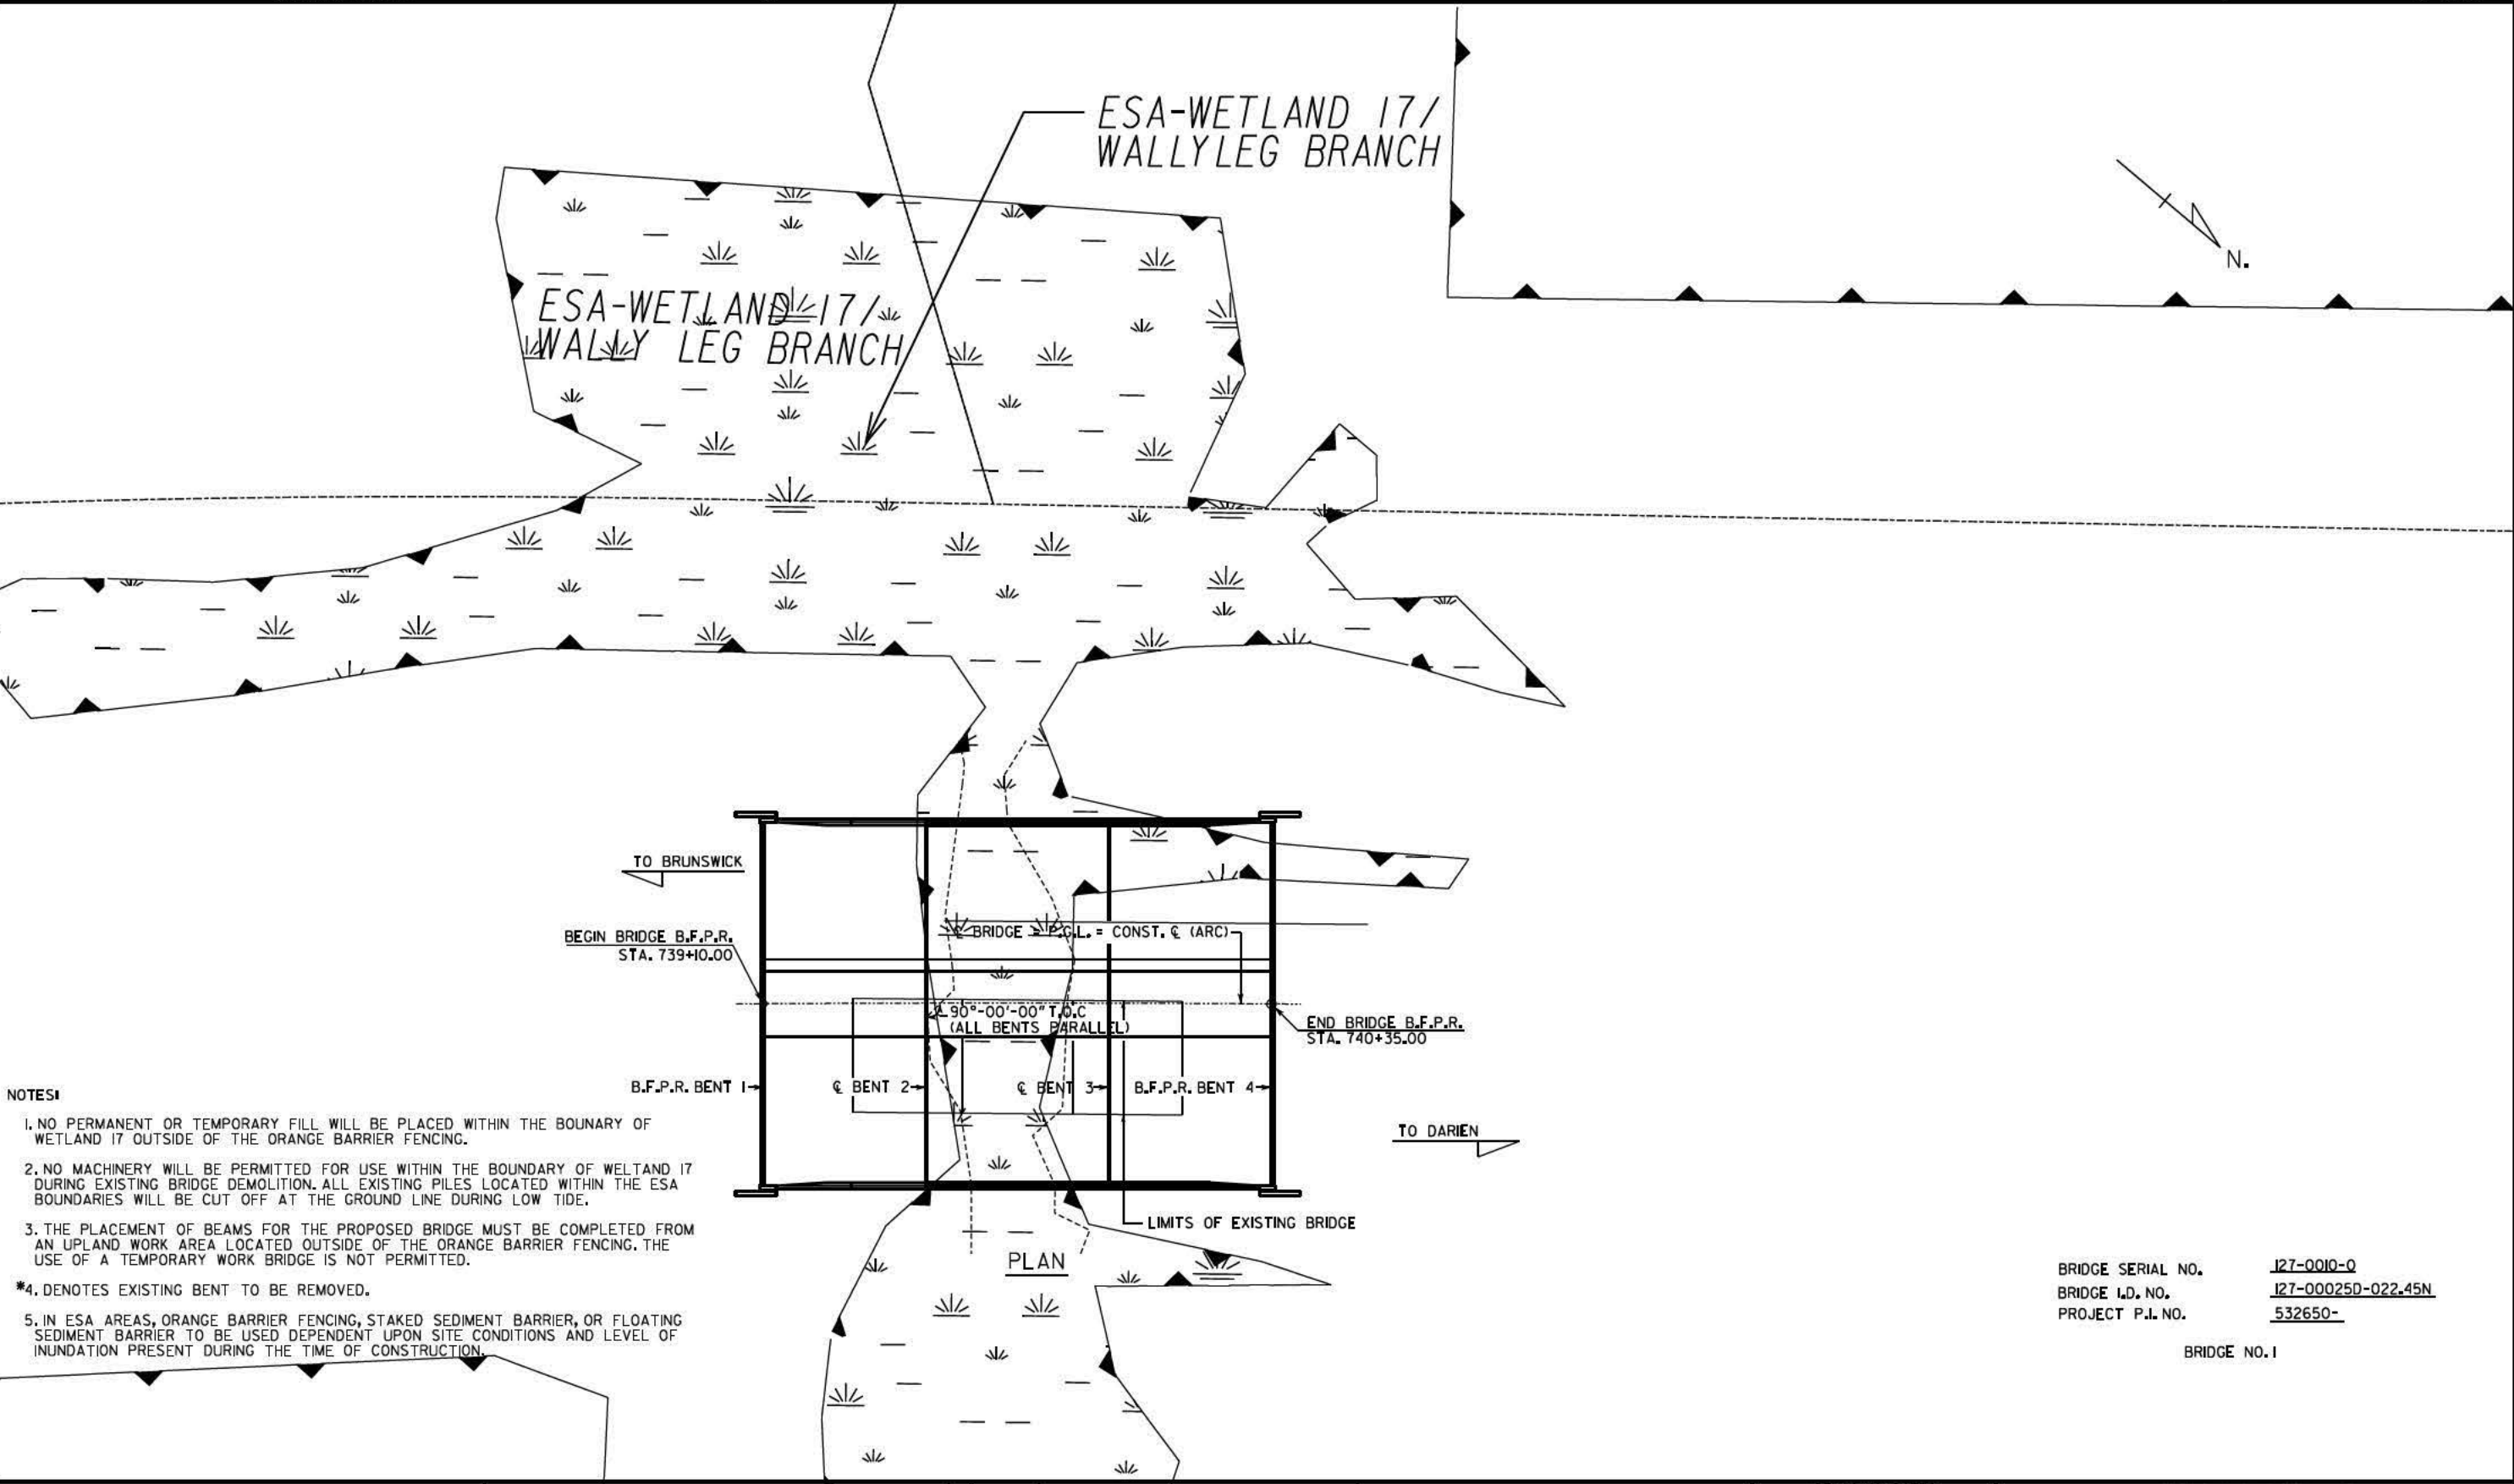 ESA-WETLAND 17/
WALLYLEG BRANCH
N.
ESA-WETLAND 17/
WALLY LEG BRANCH
TO BRUNSWICK
BEGIN BRIDGE B.F.P.R.
STA. 739+10.00
℄ BRIDGE = P.G.L. = CONST. ℄ (ARC)
90°-00'-00" T.O.C
(ALL BENTS PARALLEL)
END BRIDGE B.F.P.R.
STA. 740+35.00
B.F.P.R. BENT 1
℄ BENT 2
℄ BENT 3
B.F.P.R. BENT 4
TO DARIEN
LIMITS OF EXISTING BRIDGE
PLAN
NOTES:
1. NO PERMANENT OR TEMPORARY FILL WILL BE PLACED WITHIN THE BOUNARY OF
WETLAND 17 OUTSIDE OF THE ORANGE BARRIER FENCING.
2. NO MACHINERY WILL BE PERMITTED FOR USE WITHIN THE BOUNDARY OF WELTAND 17
DURING EXISTING BRIDGE DEMOLITION. ALL EXISTING PILES LOCATED WITHIN THE ESA
BOUNDARIES WILL BE CUT OFF AT THE GROUND LINE DURING LOW TIDE.
3. THE PLACEMENT OF BEAMS FOR THE PROPOSED BRIDGE MUST BE COMPLETED FROM
AN UPLAND WORK AREA LOCATED OUTSIDE OF THE ORANGE BARRIER FENCING. THE
USE OF A TEMPORARY WORK BRIDGE IS NOT PERMITTED.
*4. DENOTES EXISTING BENT TO BE REMOVED.
5. IN ESA AREAS, ORANGE BARRIER FENCING, STAKED SEDIMENT BARRIER, OR FLOATING
SEDIMENT BARRIER TO BE USED DEPENDENT UPON SITE CONDITIONS AND LEVEL OF
INUNDATION PRESENT DURING THE TIME OF CONSTRUCTION.
BRIDGE SERIAL NO. 127-0010-0
BRIDGE I.D. NO. 127-00025D-022.45N
PROJECT P.I. NO. 532650-
BRIDGE NO. 1